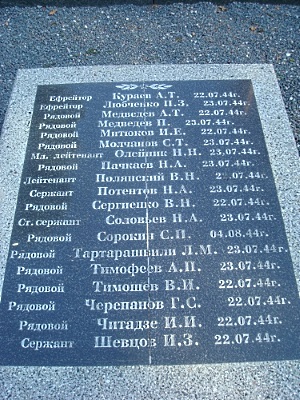 Ефрейтор Кураев А.Т. 22.07.44г.
Ефрейтор Любченко П.З. 23.07.44г.
Рядовой Медведев А.Т. 22.07.44г.
Рядовой Медведев П. 23.07.44г.
Рядовой Митюков И.Е. 22.07.44г.
Рядовой Молчанов С.Т. 23.07.44г.
Мл. лейтенант Олейник Н.Н. 23.07.44г.
Рядовой Пачкаев Н.А. 23.07.44г.
Лейтенант Полянский В.Н. 22.07.44г.
Сержант Потентов Н.А. 23.07.44г.
Рядовой Сергиенко В.Н. 22.07.44г.
Ст. сержант Соловьев Н.А. 23.07.44г.
Рядовой Сорокин С.П. 04.08.44г.
Рядовой Тартарашвили Л.М. 23.07.44г.
Рядовой Тимофеев А.П. 23.07.44г.
Рядовой Тимошев В.И. 22.07.44г.
Рядовой Черепанов Г.С. 22.07.44г.
Рядовой Читадзе И.И. 22.07.44г.
Сержант Шевцов И.З. 22.07.44г.